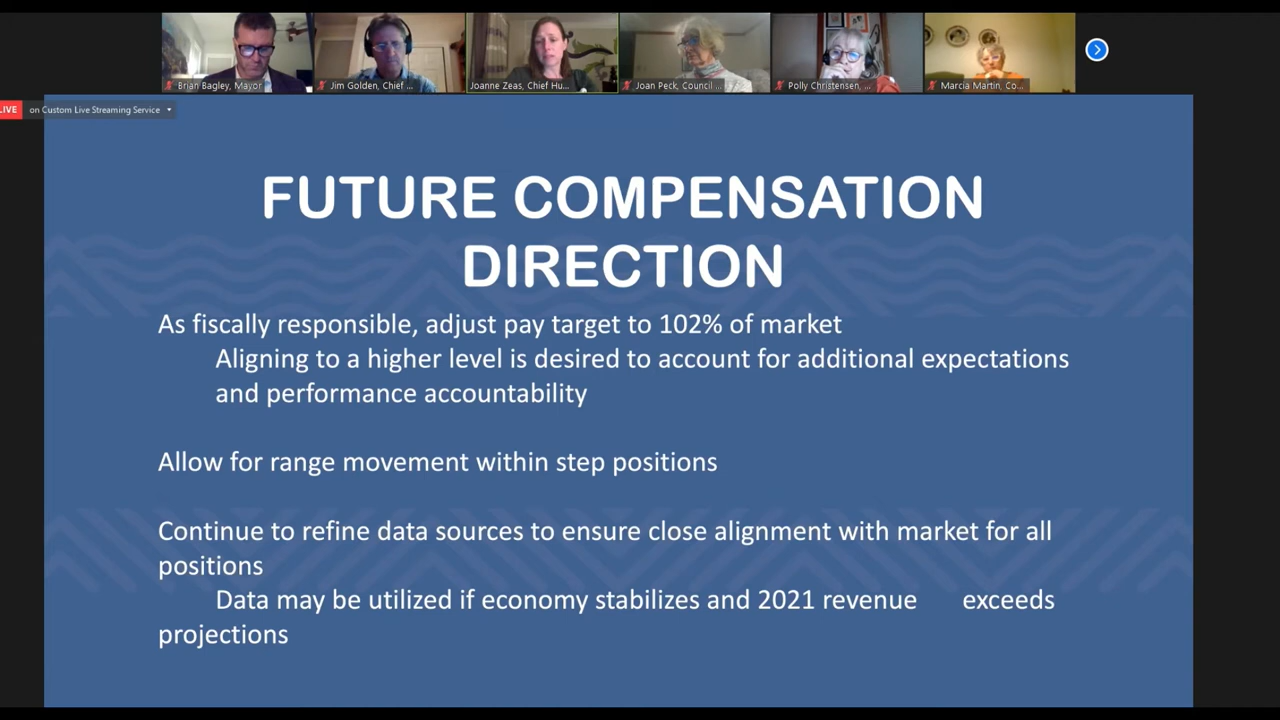 Brian Bagley, Mayor
Jim Golden, Chief ...
Joanne Zeas, Chief Hu...
Joan Peck, Council ...
Polly Christensen, ...
Marcia Martin, Co...
LIVE
on Custom Live Streaming Service
FUTURE COMPENSATION
DIRECTION
As fiscally responsible, adjust pay target to 102% of market
Aligning to a higher level is desired to account for additional expectations
and performance accountability
Allow for range movement within step positions
Continue to refine data sources to ensure close alignment with market for all
positions
Data may be utilized if economy stabilizes and 2021 revenue exceeds
projections